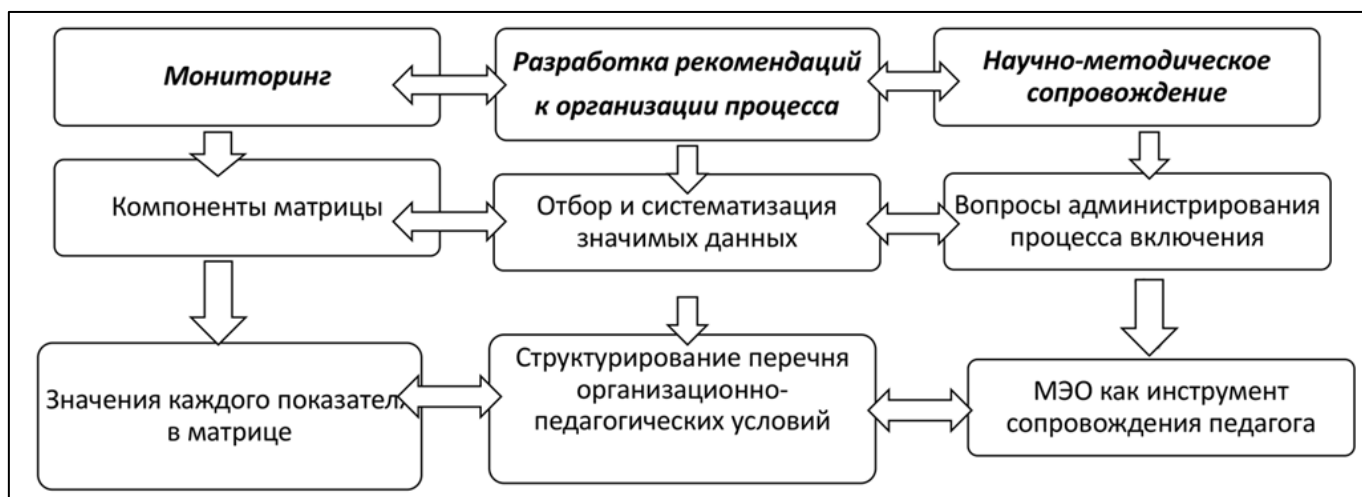 Мониторинг
Разработка рекомендаций
к организации процесса
Научно-методическое
сопровождение
Компоненты матрицы
Отбор и систематизация
значимых данных
Вопросы администрирования
процесса включения
Значения каждого показател
в матрице
Структурирование перечня
организационно-
педагогических условий
МЭО как инструмент
сопровождения педагога